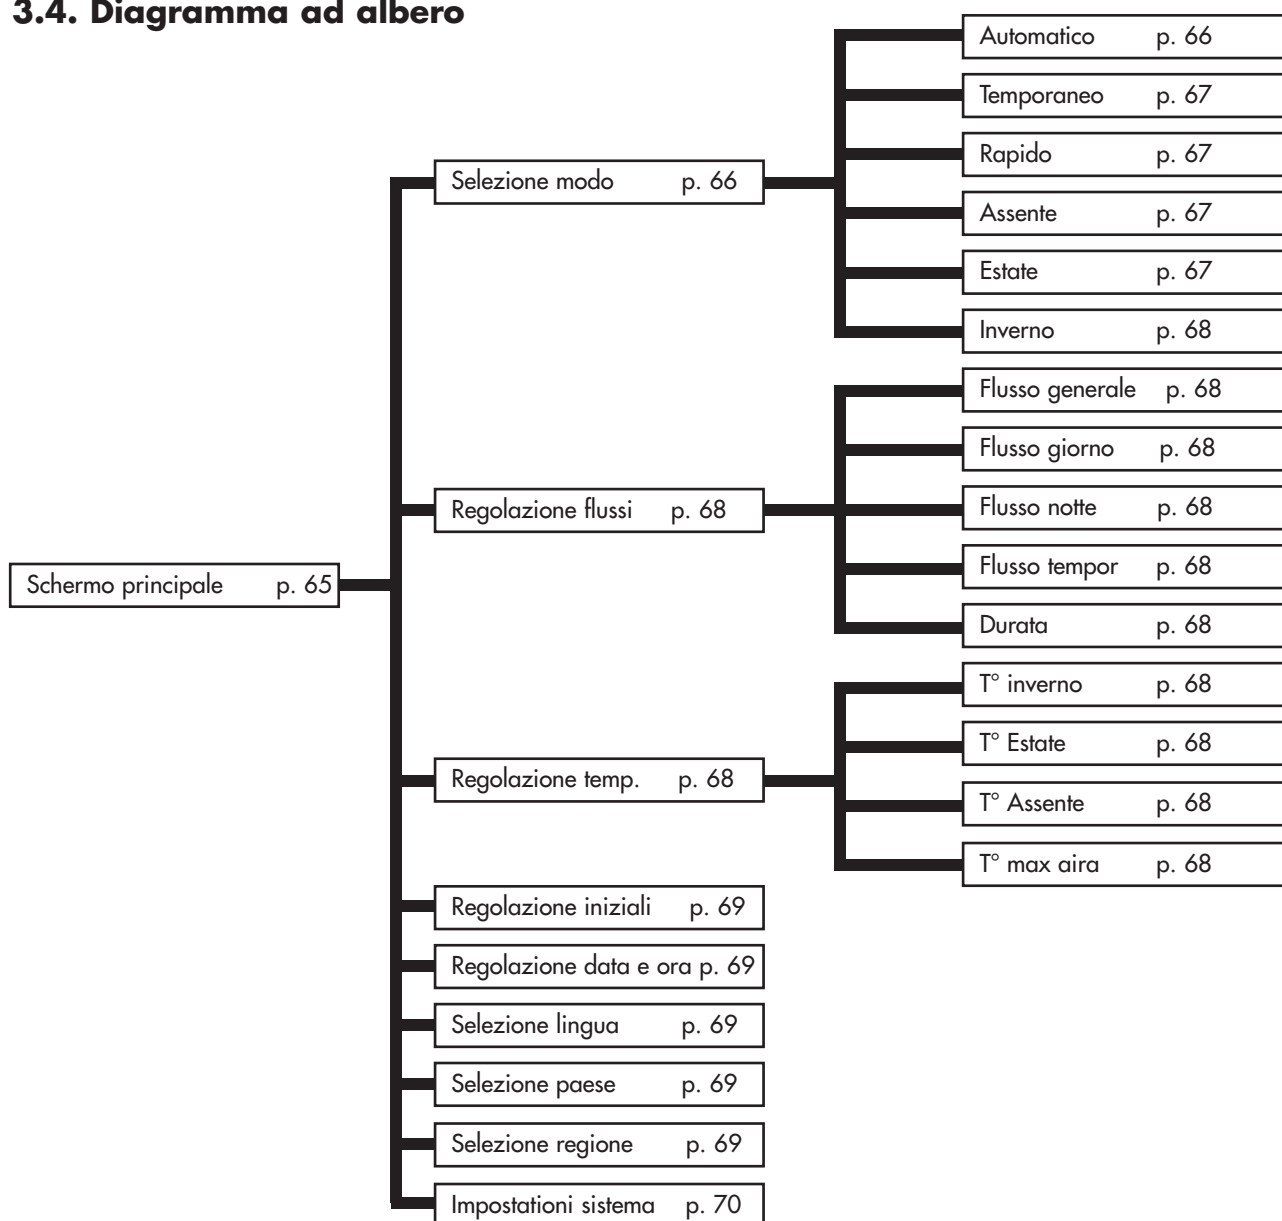 3.4. Diagramma ad albero
Schermo principale p. 65
Selezione modo p. 66
Automatico p. 66
Temporaneo p. 67
Rapido p. 67
Assente p. 67
Estate p. 67
Inverno p. 68
Regolazione flussi p. 68
Flusso generale p. 68
Flusso giorno p. 68
Flusso notte p. 68
Flusso tempor p. 68
Durata p. 68
Regolazione temp. p. 68
T° inverno p. 68
T° Estate p. 68
T° Assente p. 68
T° max aira p. 68
Regolazione iniziali p. 69
Regolazione data e ora p. 69
Selezione lingua p. 69
Selezione paese p. 69
Selezione regione p. 69
Impostationi sistema p. 70